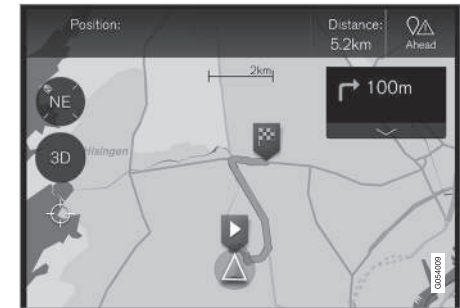 Position:
Distance:
5.2km
Ahead
2km
NE
100m
3D
Hisingen
G054009